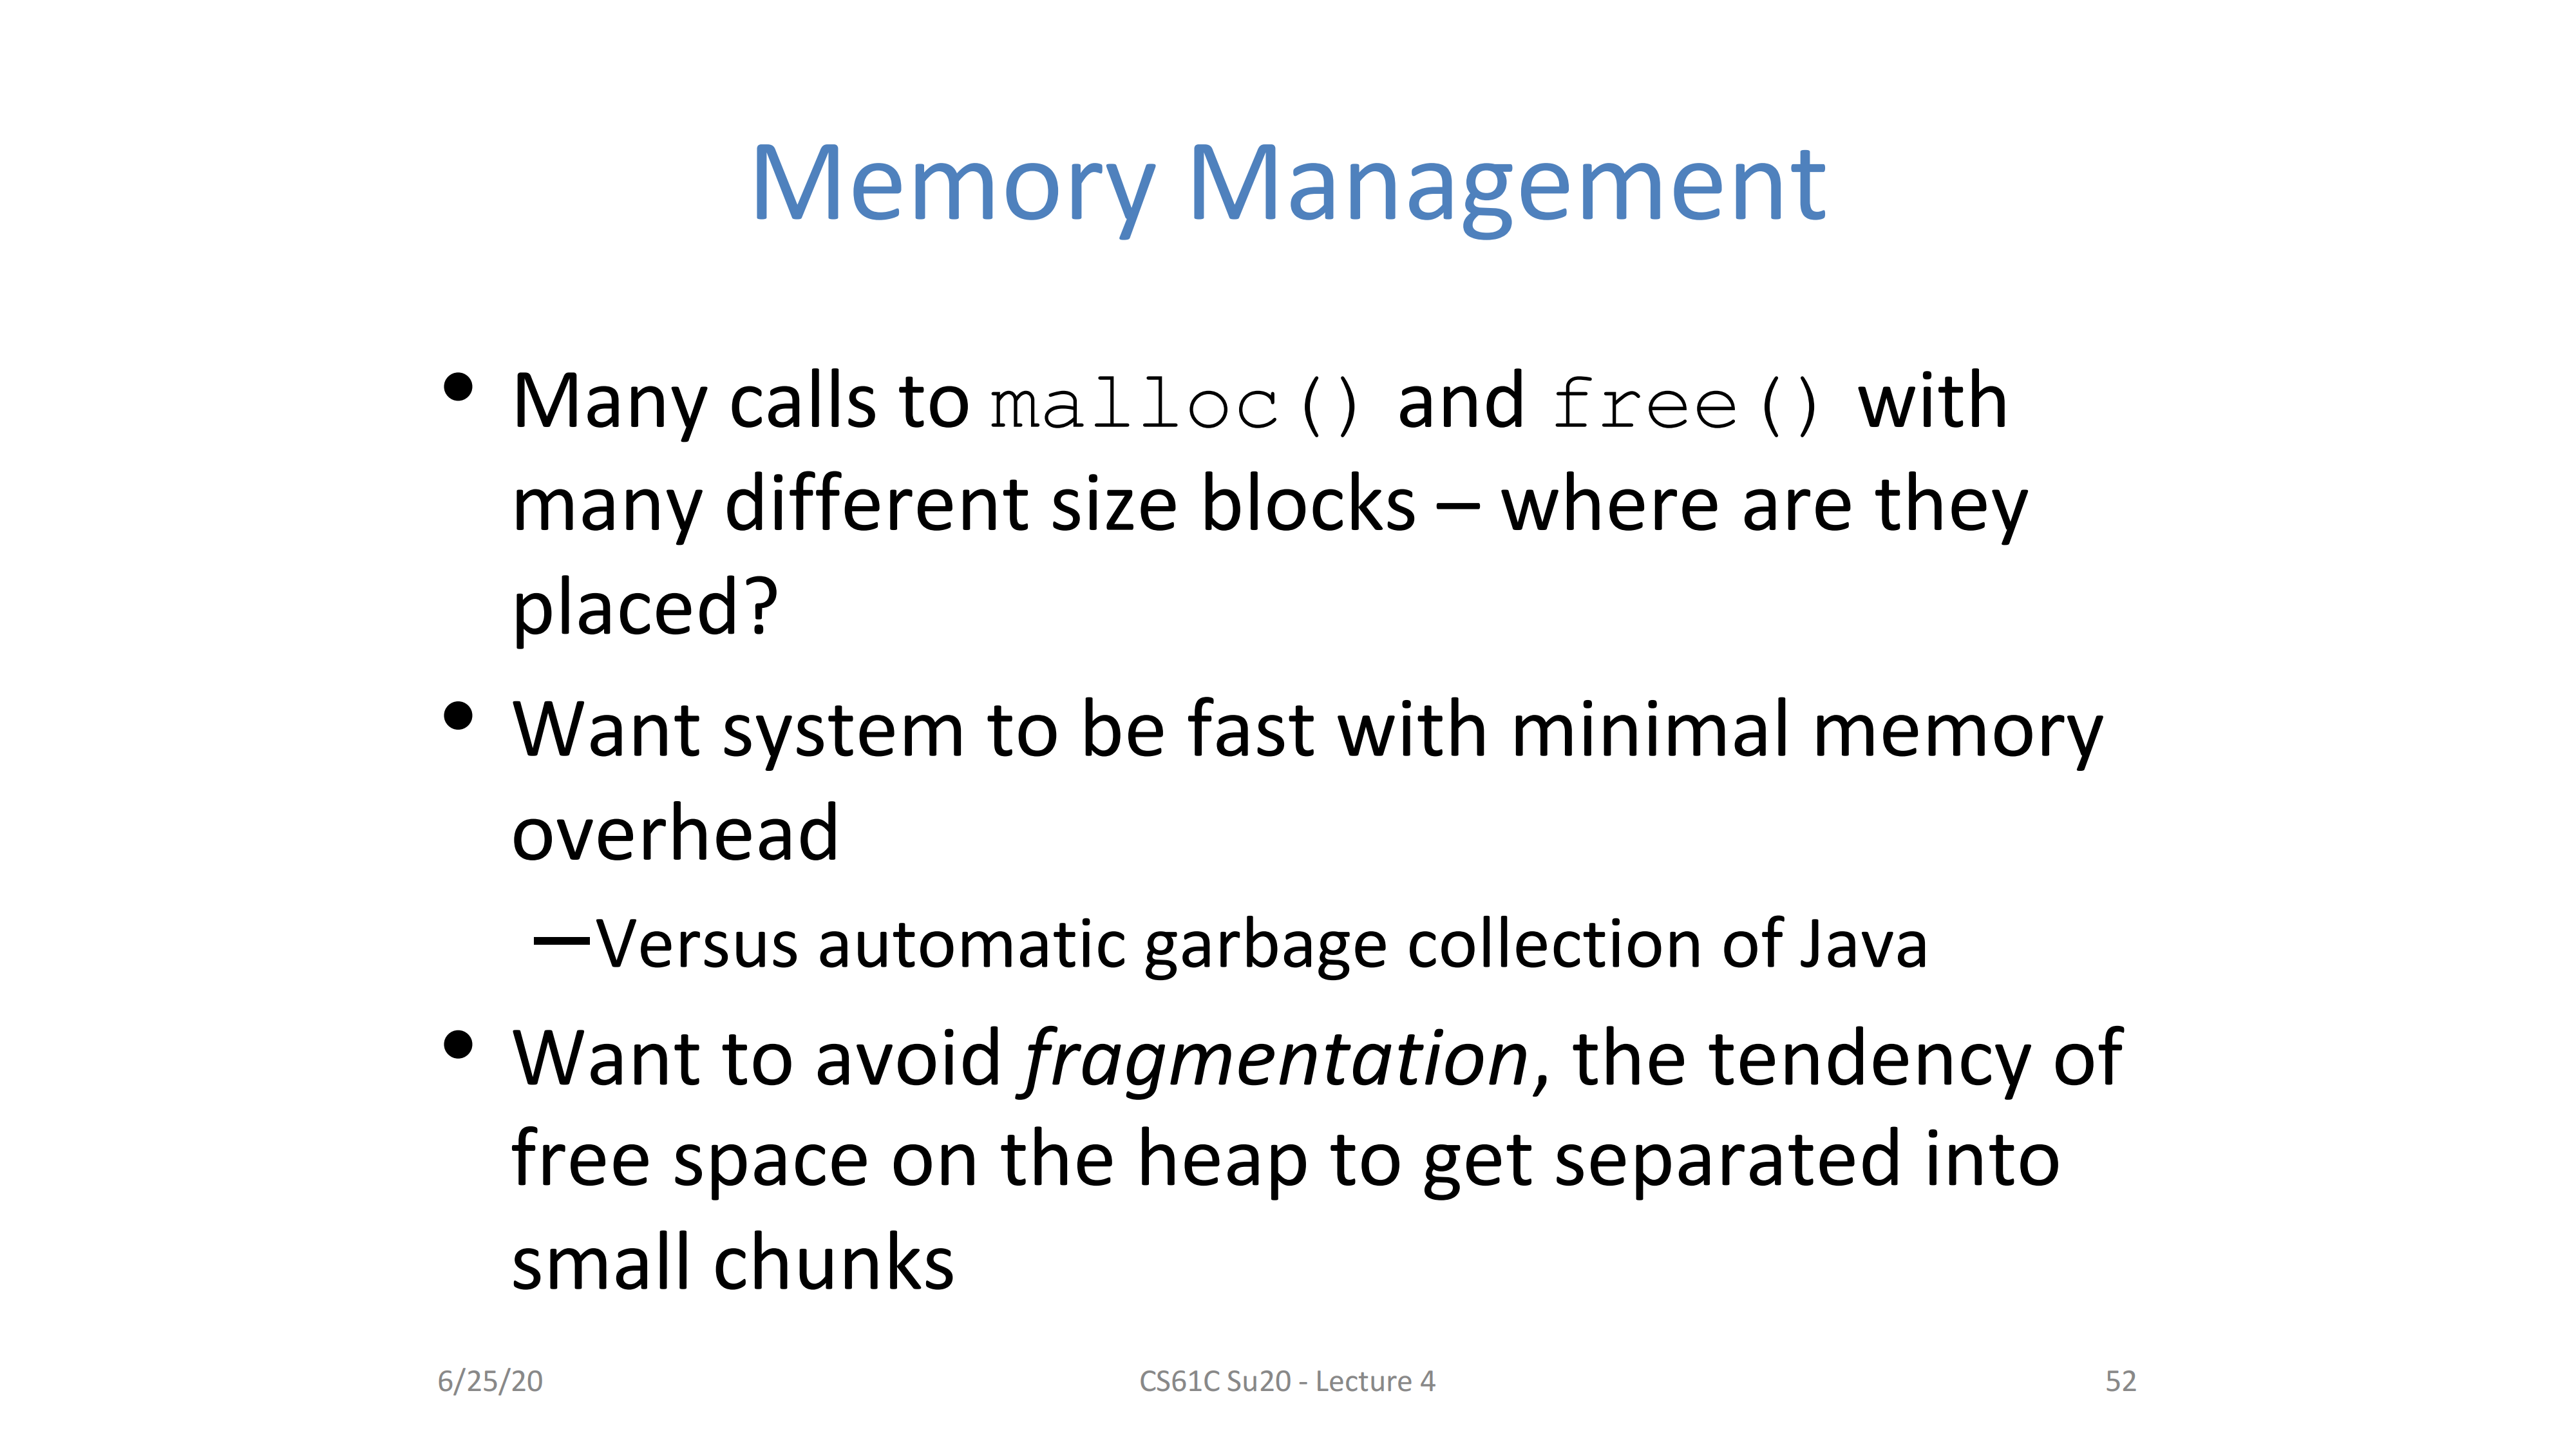 Memory Management
• Many calls to malloc() and free() with
many different size blocks – where are they
placed?
• Want system to be fast with minimal memory
overhead
—Versus automatic garbage collection of Java
• Want to avoid fragmentation, the tendency of
free space on the heap to get separated into
small chunks
6/25/20
CS61C Su20 - Lecture 4
52